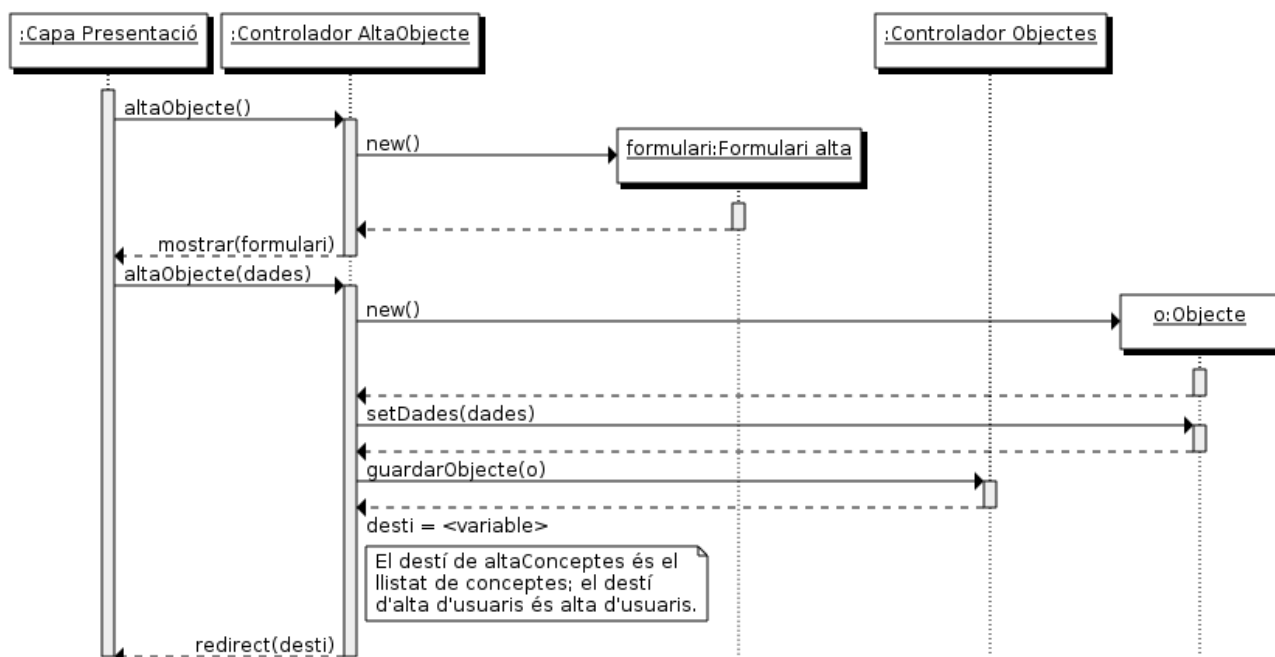 :Capa Presentació
:Controlador AltaObjecte
:Controlador Objectes
altaObjecte()
new()
formulari:Formulari alta
mostrar(formulari)
altaObjecte(dades)
new()
o:Objecte
setDades(dades)
guardarObjecte(o)
desti = <variable>
El destí de altaConceptes és el
llistat de conceptes; el destí
d'alta d'usuaris és alta d'usuaris.
redirect(desti)